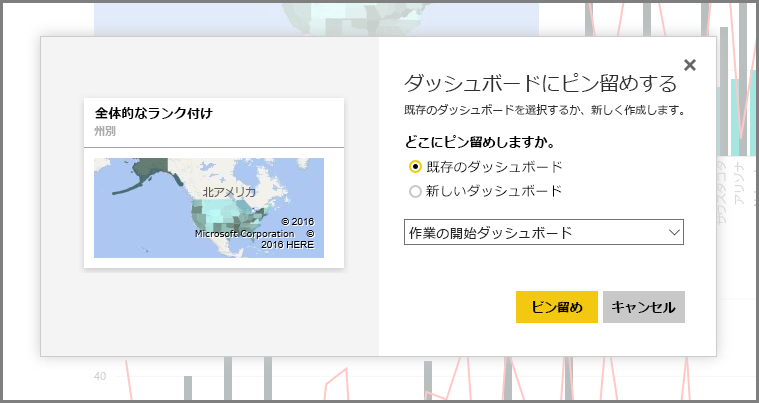 ダッシュボードにピン留めする
既存のダッシュボードを選択するか、新しく作成します。
全体的なランク付け
州別
どこにピン留めしますか。
既存のダッシュボード
新しいダッシュボード
北アメリカ
© 2016
Microsoft Corporation ©
2016 HERE
作業の開始ダッシュボード
ピン留め
キャンセル
アリゾナ
40